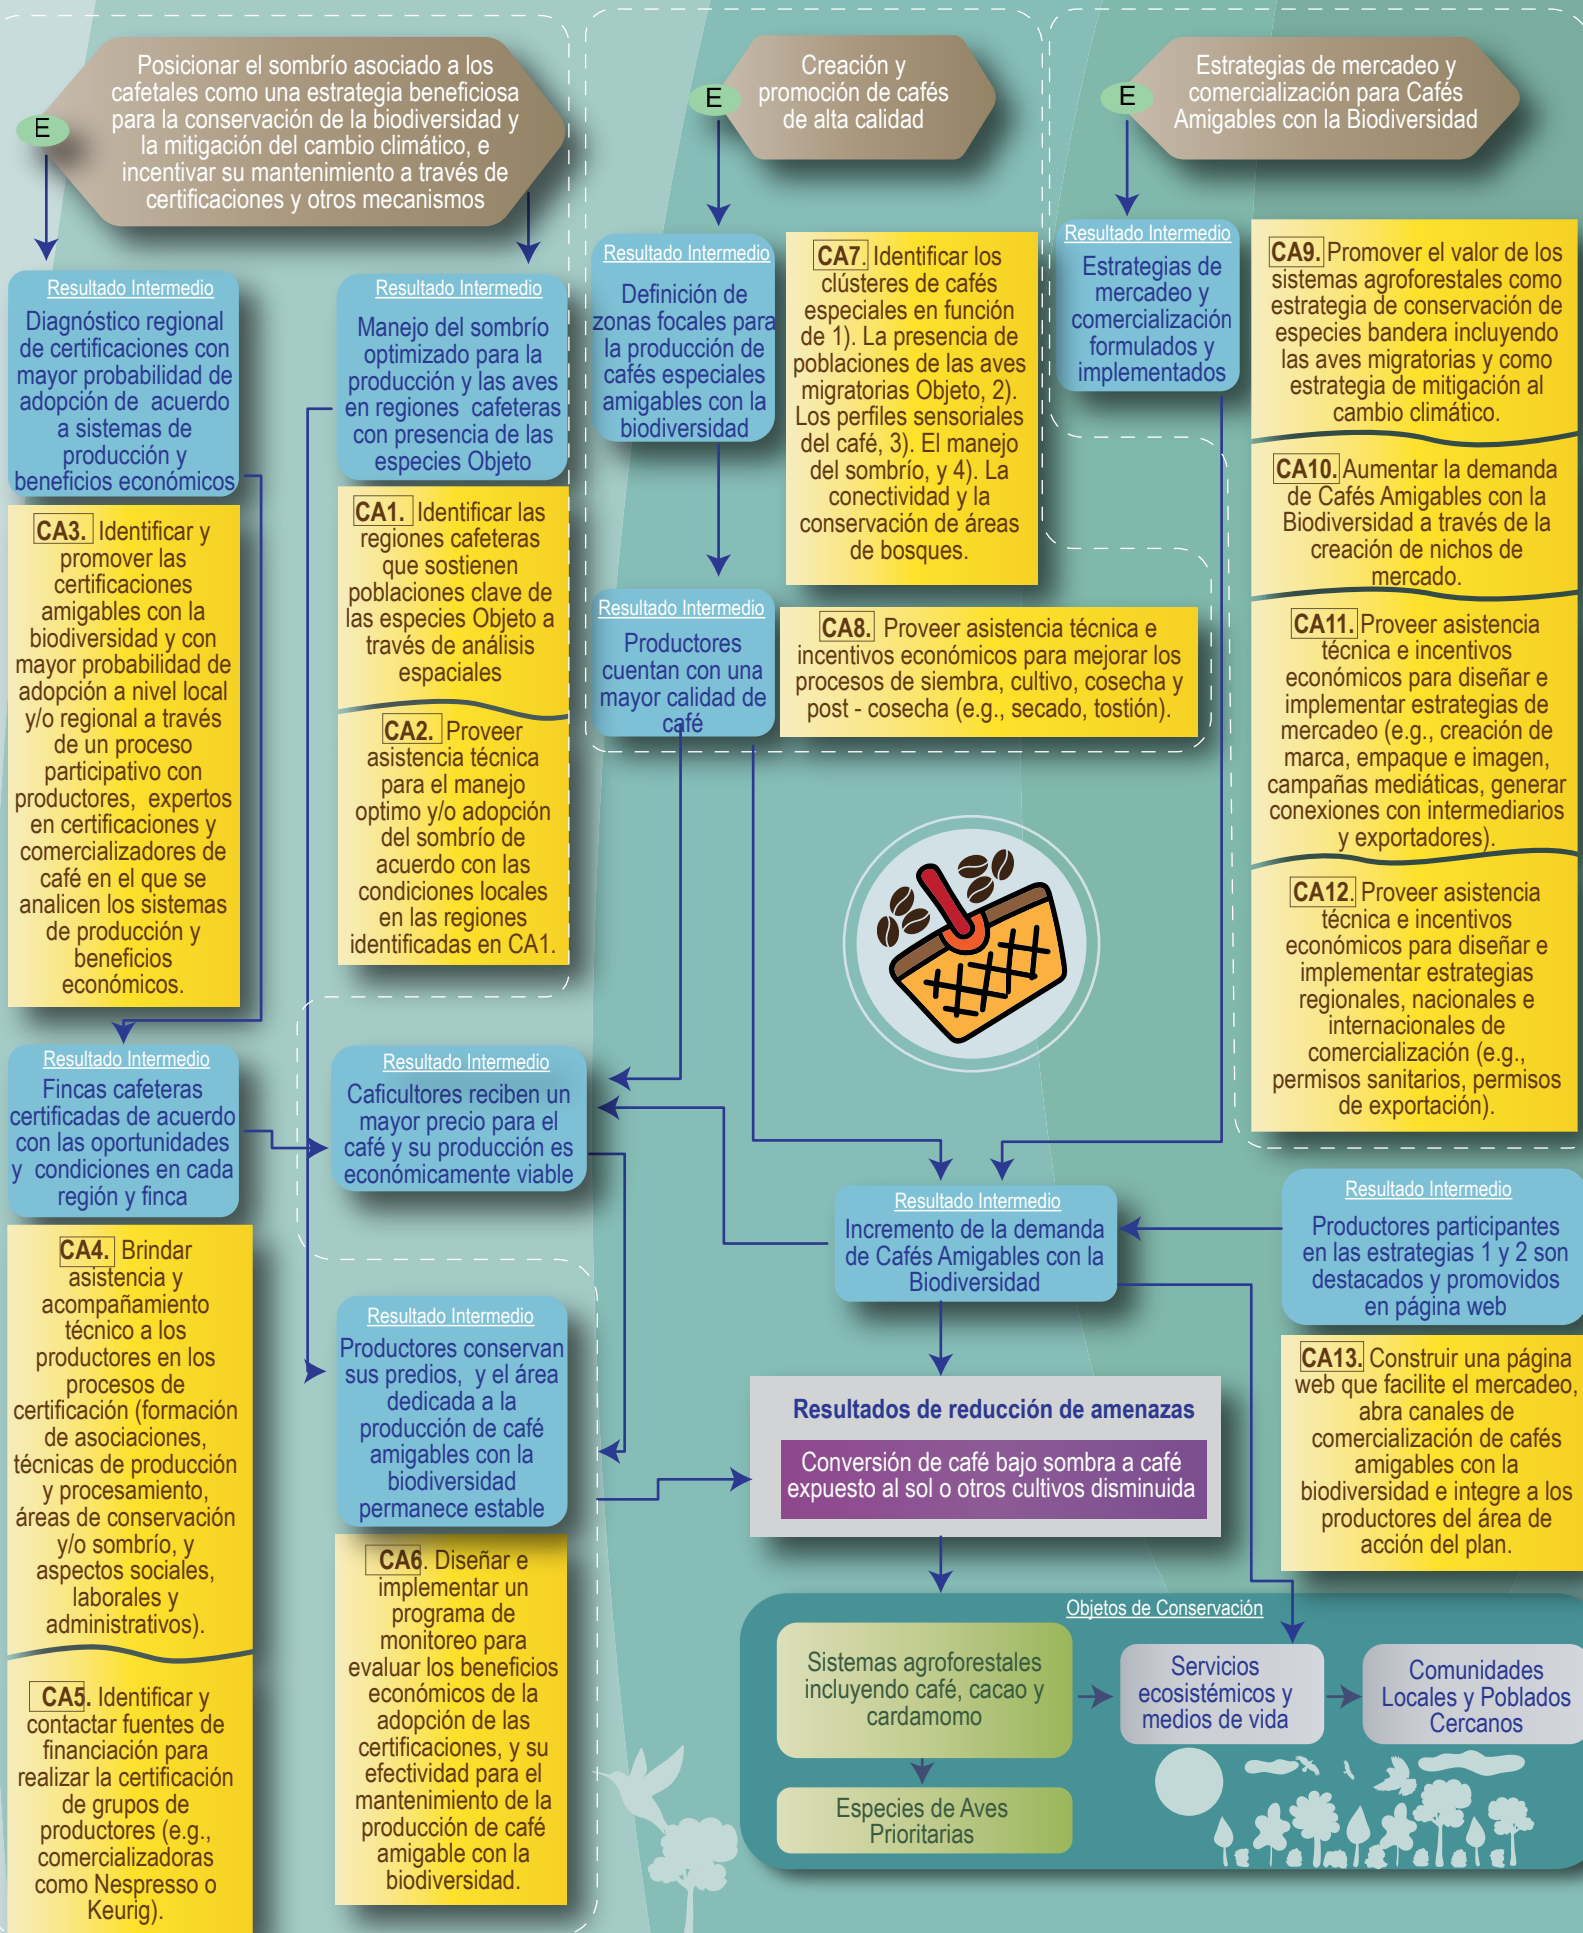 E
Posicionar el sombrío asociado a los
cafetales como una estrategia beneficiosa
para la conservación de la biodiversidad y
la mitigación del cambio climático, e
incentivar su mantenimiento a través de
certificaciones y otros mecanismos
Resultado Intermedio
Diagnóstico regional
de certificaciones con
mayor probabilidad de
adopción de acuerdo
a sistemas de
producción y
beneficios económicos
CA3. Identificar y
promover las
certificaciones
amigables con la
biodiversidad y con
mayor probabilidad de
adopción a nivel local
y/o regional a través
de un proceso
participativo con
productores, expertos
en certificaciones y
comercializadores de
café en el que se
analicen los sistemas
de producción y
beneficios
económicos.
Resultado Intermedio
Fincas cafeteras
certificadas de acuerdo
con las oportunidades
y condiciones en cada
región y finca
CA4. Brindar
asistencia y
acompañamiento
técnico a los
productores en los
procesos de
certificación (formación
de asociaciones,
técnicas de producción
y procesamiento,
áreas de conservación
y/o sombrío, y
aspectos sociales,
laborales y
administrativos).
CA5. Identificar y
contactar fuentes de
financiación para
realizar la certificación
de grupos de
productores (e.g.,
comercializadoras
como Nespresso o
Keurig).
Resultado Intermedio
Manejo del sombrío
optimizado para la
producción y las aves
en regiones cafeteras
con presencia de las
especies Objeto
CA1. Identificar las
regiones cafeteras
que sostienen
poblaciones clave de
las especies Objeto a
través de análisis
espaciales
CA2. Proveer
asistencia técnica
para el manejo
optimo y/o adopción
del sombrío de
acuerdo con las
condiciones locales
en las regiones
identificadas en CA1.
Resultado Intermedio
Caficultores reciben un
mayor precio para el
café y su producción es
económicamente viable
Resultado Intermedio
Productores conservan
sus predios, y el área
dedicada a la
producción de café
amigables con la
biodiversidad
permanece estable
CA6. Diseñar e
implementar un
programa de
monitoreo para
evaluar los beneficios
económicos de la
adopción de las
certificaciones, y su
efectividad para el
mantenimiento de la
producción de café
amigable con la
biodiversidad.
E
Creación y
promoción de cafés
de alta calidad
Resultado Intermedio
Definición de
zonas focales para
la producción de
cafés especiales
amigables con la
biodiversidad
CA7. Identificar los
clústeres de cafés
especiales en función
de 1). La presencia de
poblaciones de las aves
migratorias Objeto, 2).
Los perfiles sensoriales
del café, 3). El manejo
del sombrío, y 4). La
conectividad y la
conservación de áreas
de bosques.
Resultado Intermedio
Productores
cuentan con una
mayor calidad de
café
CA8. Proveer asistencia técnica e
incentivos económicos para mejorar los
procesos de siembra, cultivo, cosecha y
post - cosecha (e.g., secado, tostión).
E
Estrategias de mercadeo y
comercialización para Cafés
Amigables con la Biodiversidad
Resultado Intermedio
Estrategias de
mercadeo y
comercialización
formulados y
implementados
CA9. Promover el valor de los
sistemas agroforestales como
estrategia de conservación de
especies bandera incluyendo
las aves migratorias y como
estrategia de mitigación al
cambio climático.
CA10. Aumentar la demanda
de Cafés Amigables con la
Biodiversidad a través de la
creación de nichos de
mercado.
CA11. Proveer asistencia
técnica e incentivos
económicos para diseñar e
implementar estrategias de
mercadeo (e.g., creación de
marca, empaque e imagen,
campañas mediáticas, generar
conexiones con intermediarios
y exportadores).
CA12. Proveer asistencia
técnica e incentivos
económicos para diseñar e
implementar estrategias
regionales, nacionales e
internacionales de
comercialización (e.g.,
permisos sanitarios, permisos
de exportación).
Resultado Intermedio
Incremento de la demanda
de Cafés Amigables con la
Biodiversidad
Resultado Intermedio
Productores participantes
en las estrategias 1 y 2 son
destacados y promovidos
en página web
CA13. Construir una página
web que facilite el mercadeo,
abra canales de
comercialización de cafés
amigables con la
biodiversidad e integre a los
productores del área de
acción del plan.
Resultados de reducción de amenazas
Conversión de café bajo sombra a café
expuesto al sol o otros cultivos disminuida
Objetos de Conservación
Sistemas agroforestales
incluyendo café, cacao y
cardamomo
Servicios
ecosistémicos y
medios de vida
Comunidades
Locales y Poblados
Cercanos
Especies de Aves
Prioritarias